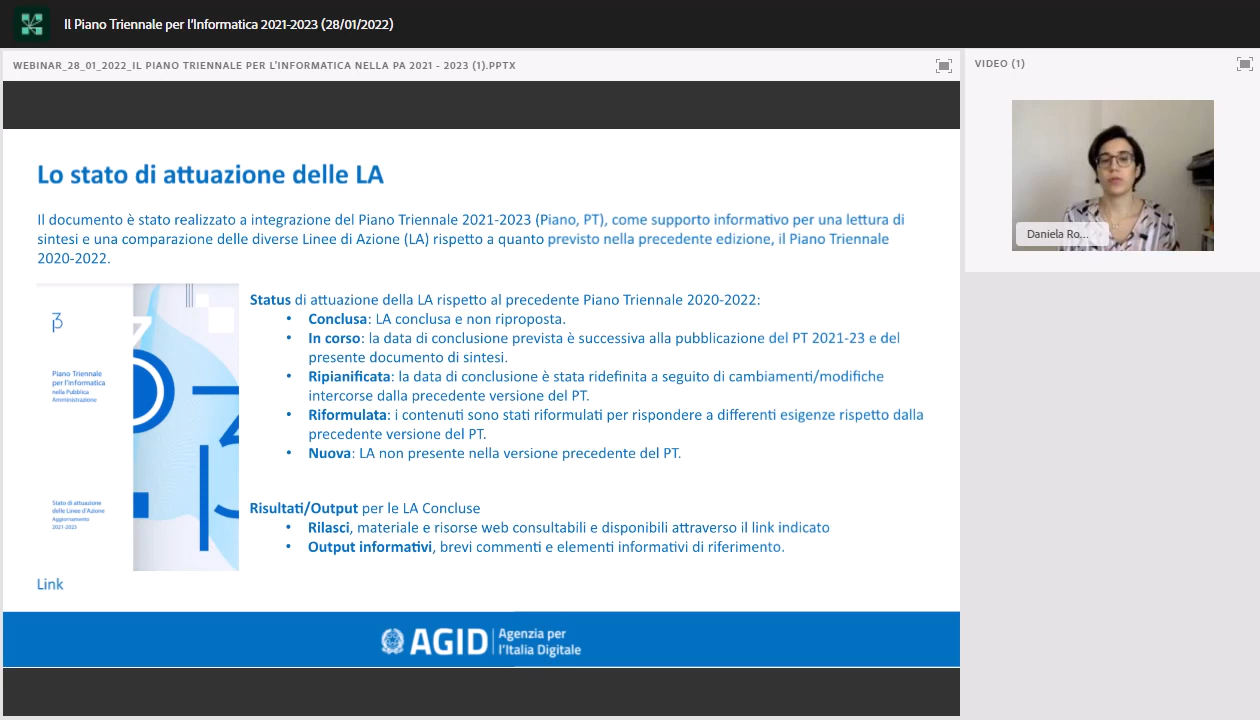 Il Piano Triennale per l'Informatica 2021-2023 (28/01/2022)
WEBINAR_28_01_2022_IL PIANO TRIENNALE PER L'INFORMATICA NELLA PA 2021 - 2023 (1).PPTX
VIDEO (1)
Daniela Ro...
Lo stato di attuazione delle LA
Il documento è stato realizzato a integrazione del Piano Triennale 2021-2023 (Piano, PT), come supporto informativo per una lettura di
sintesi e una comparazione delle diverse Linee di Azione (LA) rispetto a quanto previsto nella precedente edizione, il Piano Triennale
2020-2022.
Piano Triennale
per l'informatica
nella Pubblica
Amministrazione
Stato di attuazione
delle Linee d'Azione
Aggiornamento
2021-2023
Status di attuazione della LA rispetto al precedente Piano Triennale 2020-2022:
• Conclusa: LA conclusa e non riproposta.
• In corso: la data di conclusione prevista è successiva alla pubblicazione del PT 2021-23 e del
presente documento di sintesi.
• Ripianificata: la data di conclusione è stata ridefinita a seguito di cambiamenti/modifiche
intercorse dalla precedente versione del PT.
• Riformulata: i contenuti sono stati riformulati per rispondere a differenti esigenze rispetto dalla
precedente versione del PT.
• Nuova: LA non presente nella versione precedente del PT.
Risultati/Output per le LA Concluse
• Rilasci, materiale e risorse web consultabili e disponibili attraverso il link indicato
• Output informativi, brevi commenti e elementi informativi di riferimento.
Link
AGID Agenzia per
l'Italia Digitale